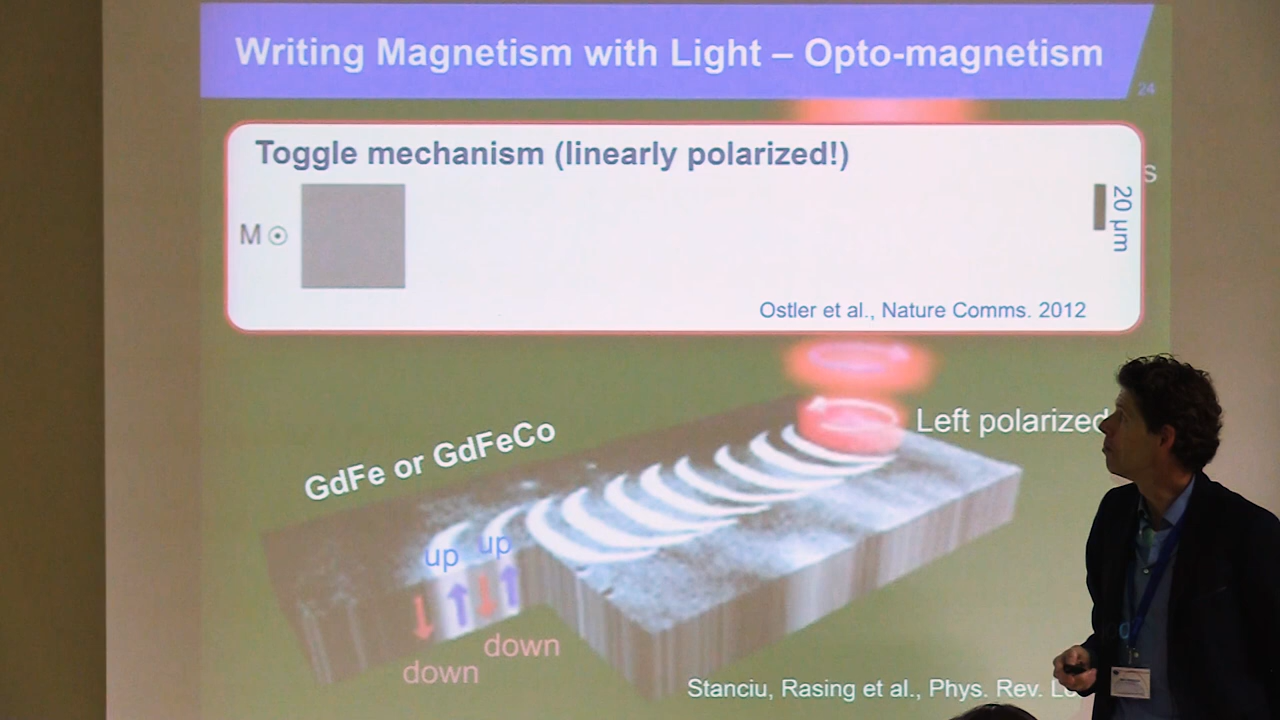 Writing Magnetism with Light – Opto-magnetism
24
Toggle mechanism (linearly polarized!)
s
M
20 μm
Ostler et al., Nature Comms. 2012
Left polarized
GdFe or GdFeCo
up up
down
down
Stanciu, Rasing et al., Phys. Rev.